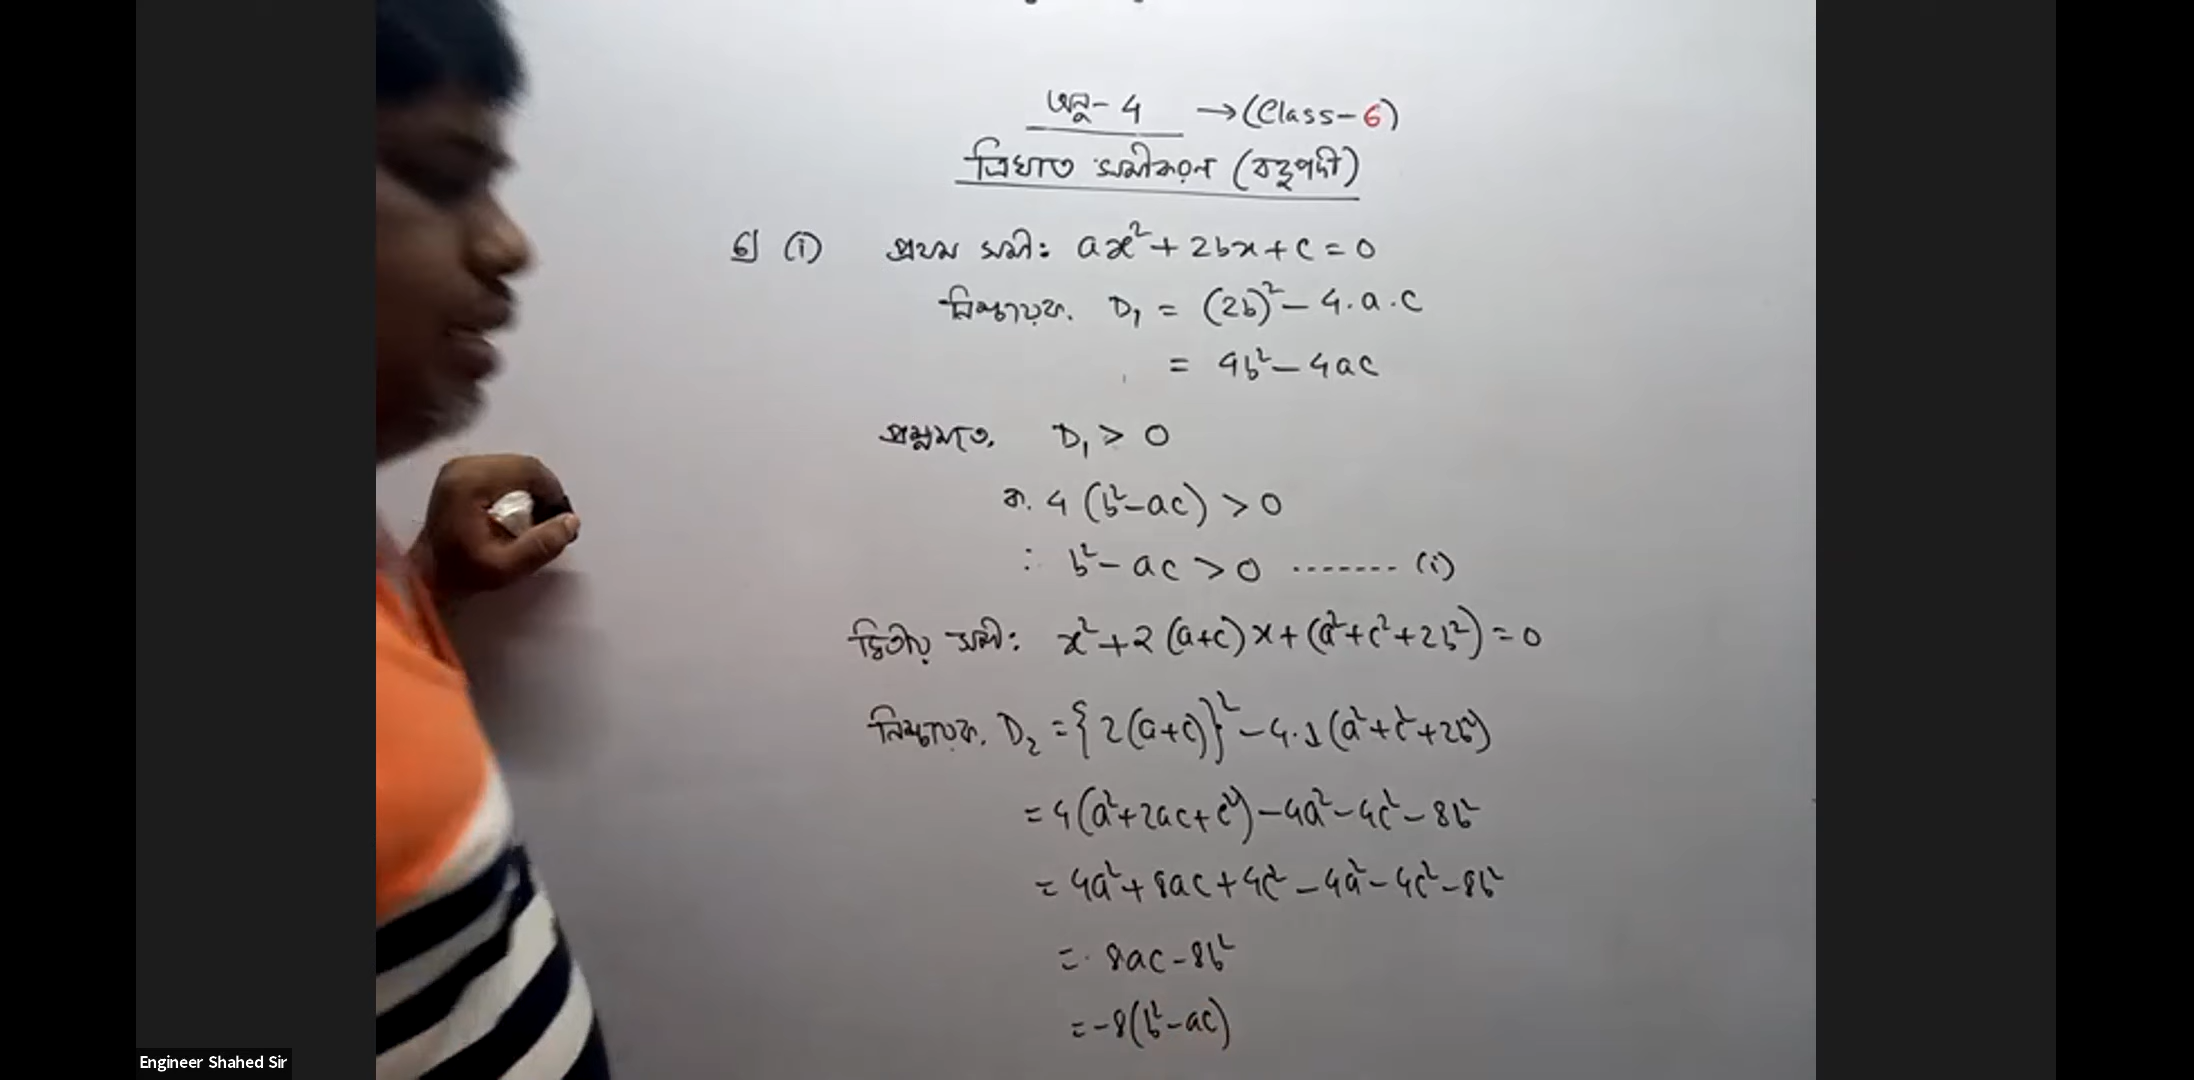 অনু- 4 → (Class-6)
ত্রিঘাত সমীকরণ (বহুপদী)
৬ (i) প্রথম সমী: ax² + 2bx + c = 0
নিশ্চায়ক, D₁ = (2b)² - 4.a.c
= 4b² - 4ac
প্রশ্নমতে, D₁ > 0
বা, 4 (b² - ac) > 0
∴ b² - ac > 0 ------- (i)
দ্বিতীয় সমী: x² + 2 (a+c) x + (a² + c² + 2b²) = 0
নিশ্চায়ক, D₂ = {2(a+c)}² - 4.1 (a² + c² + 2b²)
= 4(a² + 2ac + c²) - 4a² - 4c² - 8b²
= 4a² + 8ac + 4c² - 4a² - 4c² - 8b²
= 8ac - 8b²
= -8(b² - ac)
Engineer Shahed Sir